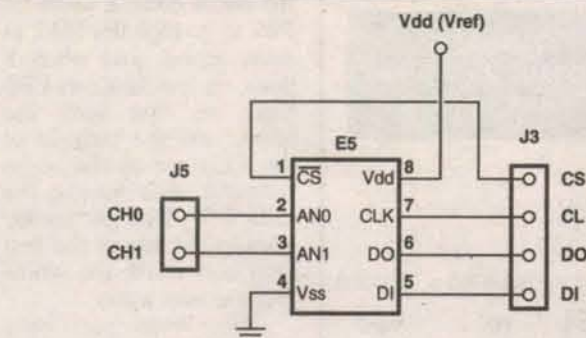 Vdd (Vref)
E5
J3
J5
1 CS Vdd 8
CS
CH0
2 AN0 CLK 7
CL
CH1
3 AN1 DO 6
DO
4 Vss DI 5
DI